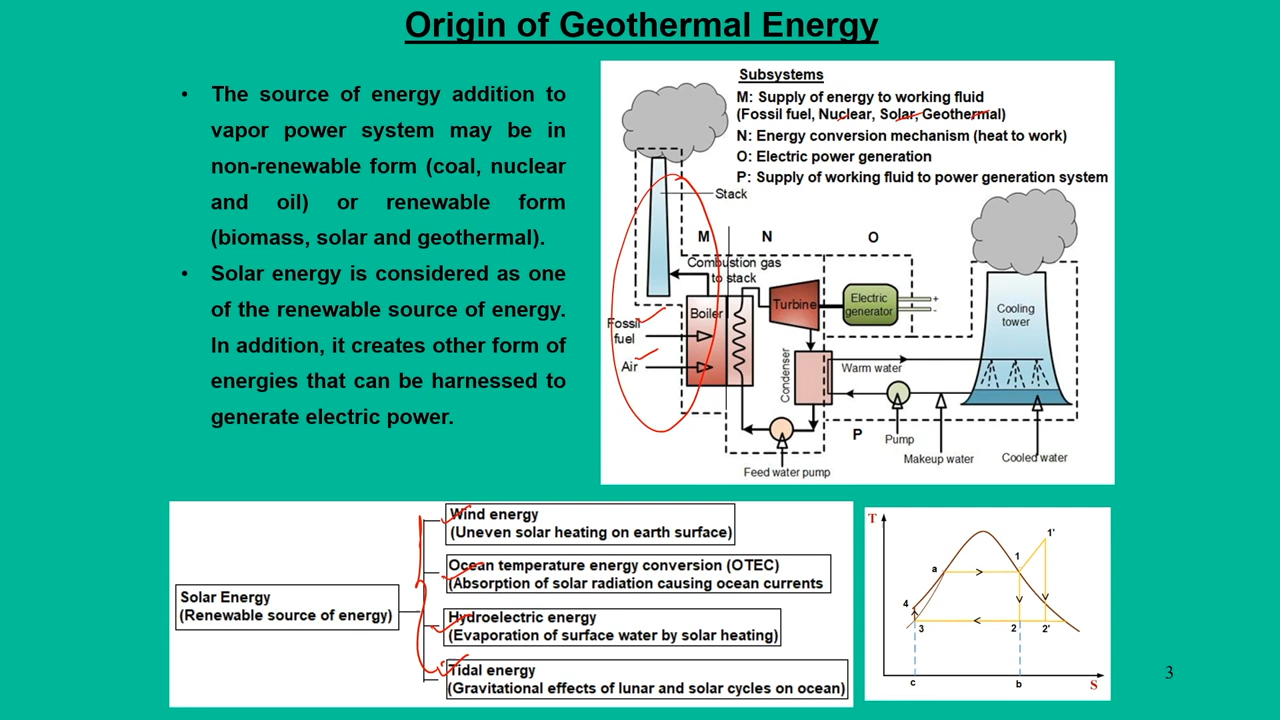 Origin of Geothermal Energy
• The source of energy addition to
vapor power system may be in
non-renewable form (coal, nuclear
and oil) or renewable form
(biomass, solar and geothermal).
• Solar energy is considered as one
of the renewable source of energy.
In addition, it creates other form of
energies that can be harnessed to
generate electric power.
Subsystems
M: Supply of energy to working fluid
(Fossil fuel, Nuclear, Solar, Geothermal)
N: Energy conversion mechanism (heat to work)
O: Electric power generation
P: Supply of working fluid to power generation system
Stack
M
N
O
Combustion gas
to stack
Boiler
Turbine
Electric
generator
+
-
Cooling
tower
Fossil
fuel
Air
Condenser
Warm water
P
Pump
Makeup water
Cooled water
Feed water pump
Solar Energy
(Renewable source of energy)
Wind energy
(Uneven solar heating on earth surface)
Ocean temperature energy conversion (OTEC)
(Absorption of solar radiation causing ocean currents
Hydroelectric energy
(Evaporation of surface water by solar heating)
Tidal energy
(Gravitational effects of lunar and solar cycles on ocean)
T
1'
1
a
4
3
2
2'
c
b
S
3